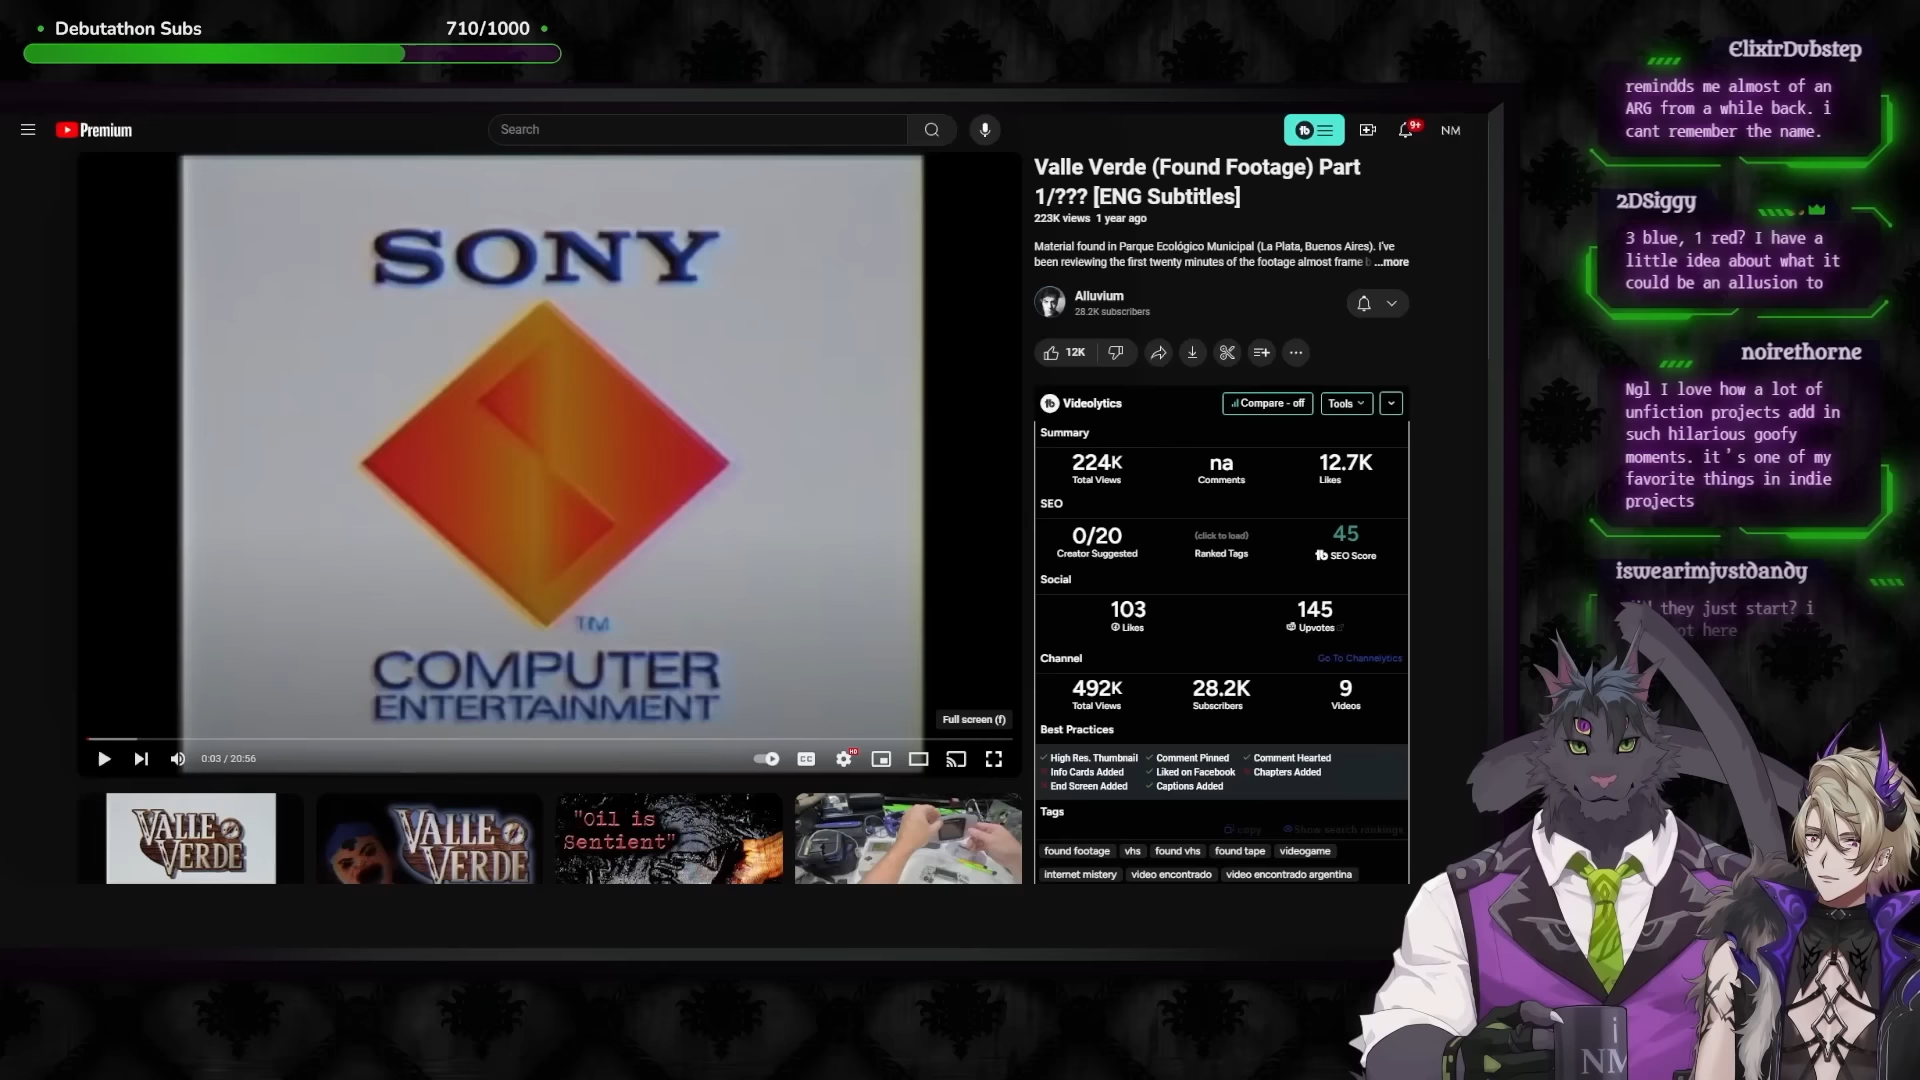 Debutathon Subs 710/1000
Premium
Search
9+
NM
SONY
TM
COMPUTER
ENTERTAINMENT
Full screen (f)
0:03 / 20:56
CC
HD
VALLE
VERDE
VALLE
VERDE
"Oil is
Sentient"
Valle Verde (Found Footage) Part
1/??? [ENG Subtitles]
223K views 1 year ago
Material found in Parque Ecológico Municipal (La Plata, Buenos Aires). I've
been reviewing the first twenty minutes of the footage almost frame b ...more
Alluvium
28.2K subscribers
12K
Videolytics
Compare - off
Tools
Summary
224K na 12.7K
Total Views Comments Likes
SEO
0/20 (click to load) 45
Creator Suggested Ranked Tags SEO Score
Social
103 145
Likes Upvotes
Channel Go To Channelytics
492K 28.2K 9
Total Views Subscribers Videos
Best Practices
High Res. Thumbnail Comment Pinned Comment Hearted
Info Cards Added Liked on Facebook Chapters Added
End Screen Added Captions Added
Tags
copy Show search rankings
found footage vhs found vhs found tape videogame
internet mistery video encontrado video encontrado argentina
ElixirDubstep
remindds me almost of an
ARG from a while back. i
cant remember the name.
2DSiggy
3 blue, 1 red? I have a
little idea about what it
could be an allusion to
noirethorne
Ngl I love how a lot of
unfiction projects add in
such hilarious goofy
moments. it's one of my
favorite things in indie
projects
iswearimjustdandy
they just start? i
here
i
NM